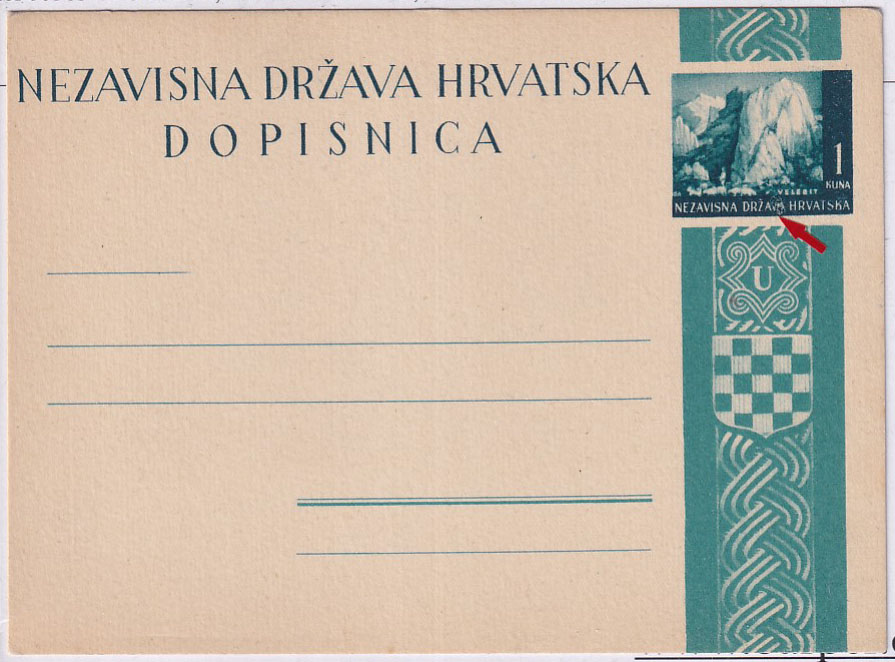 NEZAVISNA DRŽAVA HRVATSKA
DOPISNICA
1
KUNA
VELEBIT
NEZAVISNA DRŽAVA HRVATSKA
U